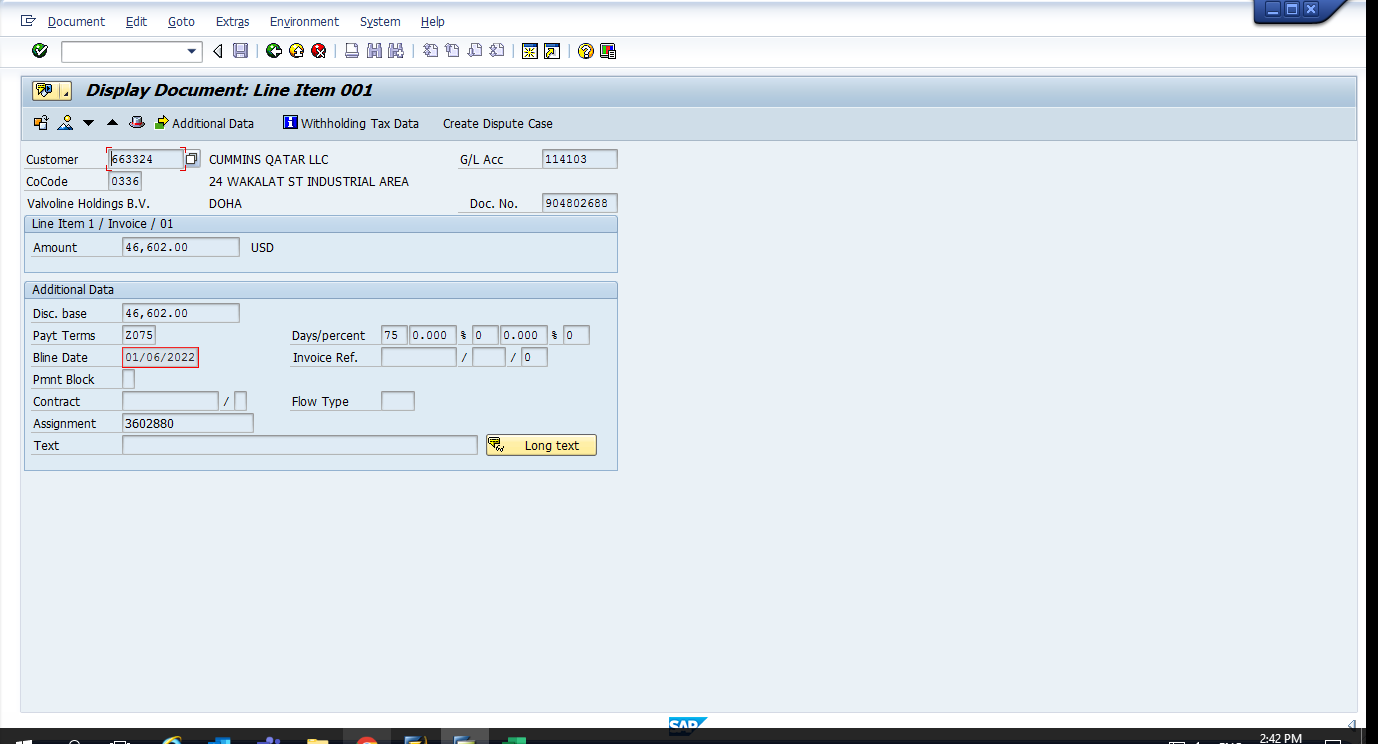 Document Edit Goto Extras Environment System Help
Display Document: Line Item 001
Additional Data Withholding Tax Data Create Dispute Case
Customer 663324 CUMMINS QATAR LLC G/L Acc 114103
CoCode 0336 24 WAKALAT ST INDUSTRIAL AREA
Valvoline Holdings B.V. DOHA Doc. No. 904802688
Line Item 1 / Invoice / 01
Amount 46,602.00 USD
Additional Data
Disc. base 46,602.00
Payt Terms Z075 Days/percent 75 0.000 % 0 0.000 % 0
Bline Date 01/06/2022 Invoice Ref. / / 0
Pmnt Block
Contract / Flow Type
Assignment 3602880
Text Long text
SAP
2:42 PM